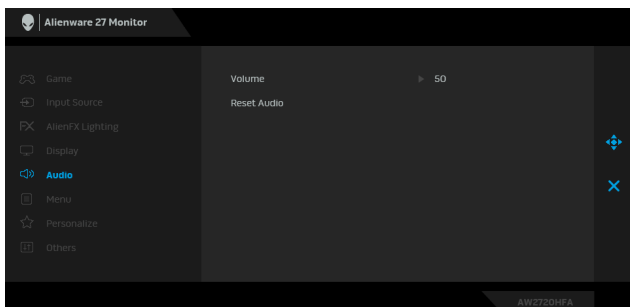 Alienware 27 Monitor
Game
Input Source
AlienFX Lighting
Display
Audio
Menu
Personalize
Others
Volume 50
Reset Audio
AW2720HFA